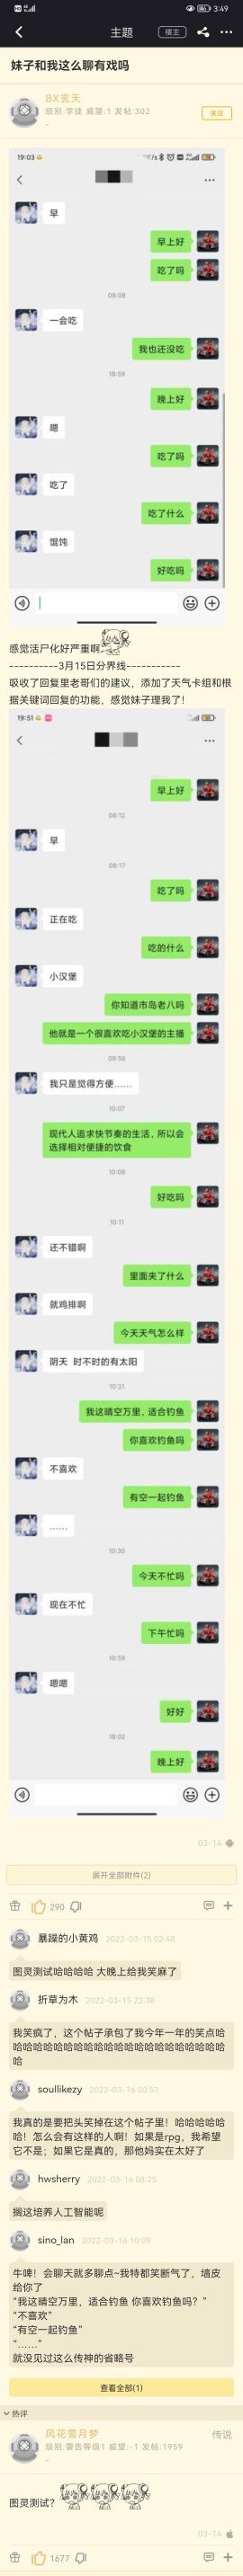 3:49
主题
楼主
妹子和我这么聊有戏吗
BX玄天
级别:学徒 威望:1 发帖:302
-
关注
19:03
早
早上好
吃了吗
08:08
一会吃
我也还没吃
18:59
晚上好
嗯
吃了吗
吃了
吃了什么
馄饨
好吃吗
感觉活尸化好严重啊
----------3月15日分界线-----------
吸收了回复里老哥们的建议，添加了天气卡组和根
据关键词回复的功能，感觉妹子理我了！
19:51
早上好
08:12
早
08:17
吃了吗
正在吃
吃的什么
小汉堡
你知道市岛老八吗
他就是一个很喜欢吃小汉堡的主播
09:56
我只是觉得方便……
10:07
现代人追求快节奏的生活，所以会
选择相对便捷的饮食
10:08
好吃吗
10:11
还不错啊
里面夹了什么
就鸡排啊
今天天气怎么样
阴天 时不时的有太阳
10:21
我这晴空万里，适合钓鱼
你喜欢钓鱼吗
不喜欢
有空一起钓鱼
……
10:30
今天不忙吗
现在不忙
下午忙吗
10:59
嗯嗯
好好
18:02
晚上好
03-14
展开全部附件(2)
290
暴躁的小黄鸡 2022-03-15 02:48
图灵测试哈哈哈哈 大晚上给我笑麻了
折草为木 2022-03-15 22:38
我笑疯了，这个帖子承包了我今年一年的笑点哈
哈哈哈哈哈哈哈哈哈哈哈哈哈哈哈哈哈哈哈哈
哈
soullikezy 2022-03-16 00:51
我真的是要把头笑掉在这个帖子里！哈哈哈哈哈
哈！怎么会有这样的人啊！如果是rpg，我希望
它不是；如果它是真的，那他妈实在太好了
hwsherry 2022-03-16 08:25
搁这培养人工智能呢
sino_lan 2022-03-16 10:09
牛啤！会聊天就多聊点~我特都笑断气了，墙皮
给你了
“我这晴空万里，适合钓鱼 你喜欢钓鱼吗？”
“不喜欢”
“有空一起钓鱼”
“……”
就没见过这么传神的省略号
查看全部(1)
热评
风花雪月梦
传说
级别:警告等级1 威望:-1 发帖:1959
-
图灵测试？
03-14
1677